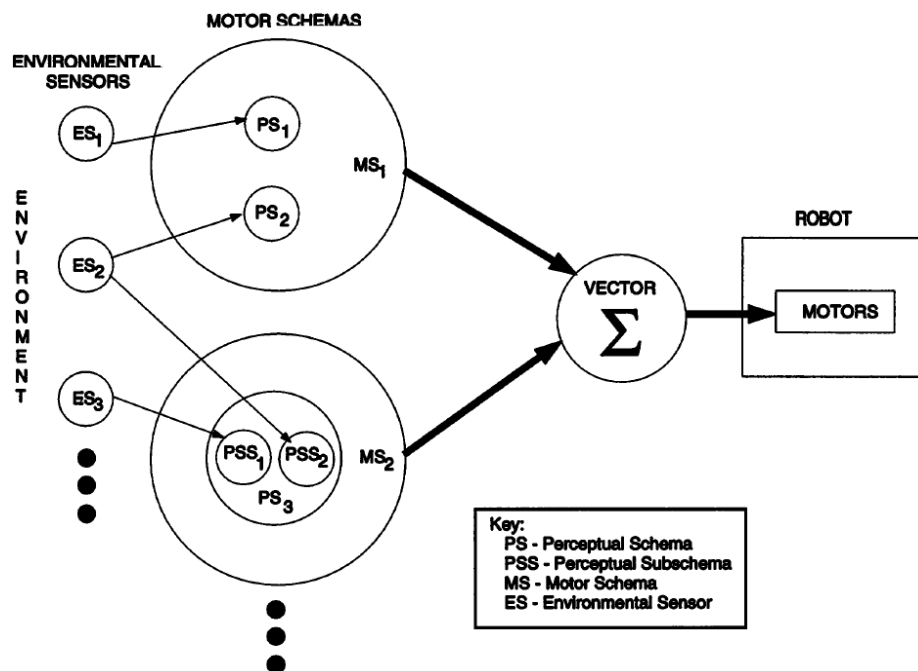 MOTOR SCHEMAS
ENVIRONMENTAL
SENSORS
ES1
PS1
MS1
PS2
ENVIRONMENT
ES2
ROBOT
VECTOR
Σ
MOTORS
ES3
PSS1
PSS2
MS2
PS3
Key:
PS - Perceptual Schema
PSS - Perceptual Subschema
MS - Motor Schema
ES - Environmental Sensor